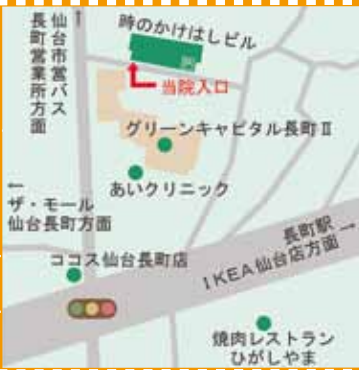 仙台市営バス
長町営業所方面
時のかけはしビル
当院入口
グリーンキャピタル長町Ⅱ
あいクリニック
ザ・モール
仙台長町方面
ココス仙台長町店
長町駅
IKEA仙台店方面
焼肉レストラン
ひがしやま